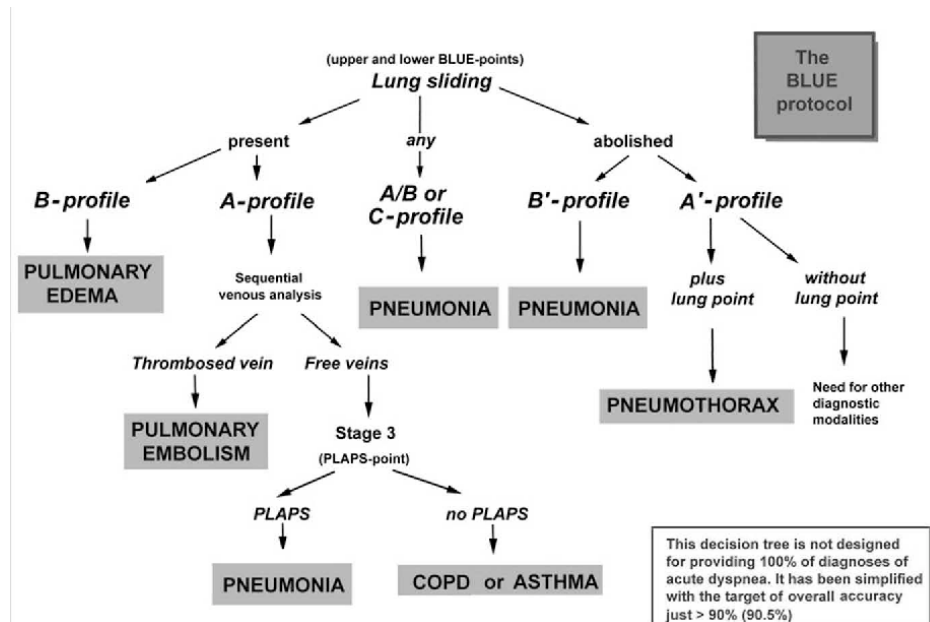 (upper and lower BLUE-points)
Lung sliding
The
BLUE
protocol
present
any
abolished
B-profile
A-profile
A/B or
C-profile
B'-profile
A'-profile
PULMONARY
EDEMA
Sequential
venous analysis
PNEUMONIA
PNEUMONIA
plus
lung point
without
lung point
Thrombosed vein
Free veins
PULMONARY
EMBOLISM
Stage 3
(PLAPS-point)
PNEUMOTHORAX
Need for other
diagnostic
modalities
PLAPS
no PLAPS
PNEUMONIA
COPD or ASTHMA
This decision tree is not designed
for providing 100% of diagnoses of
acute dyspnea. It has been simplified
with the target of overall accuracy
just > 90% (90.5%)